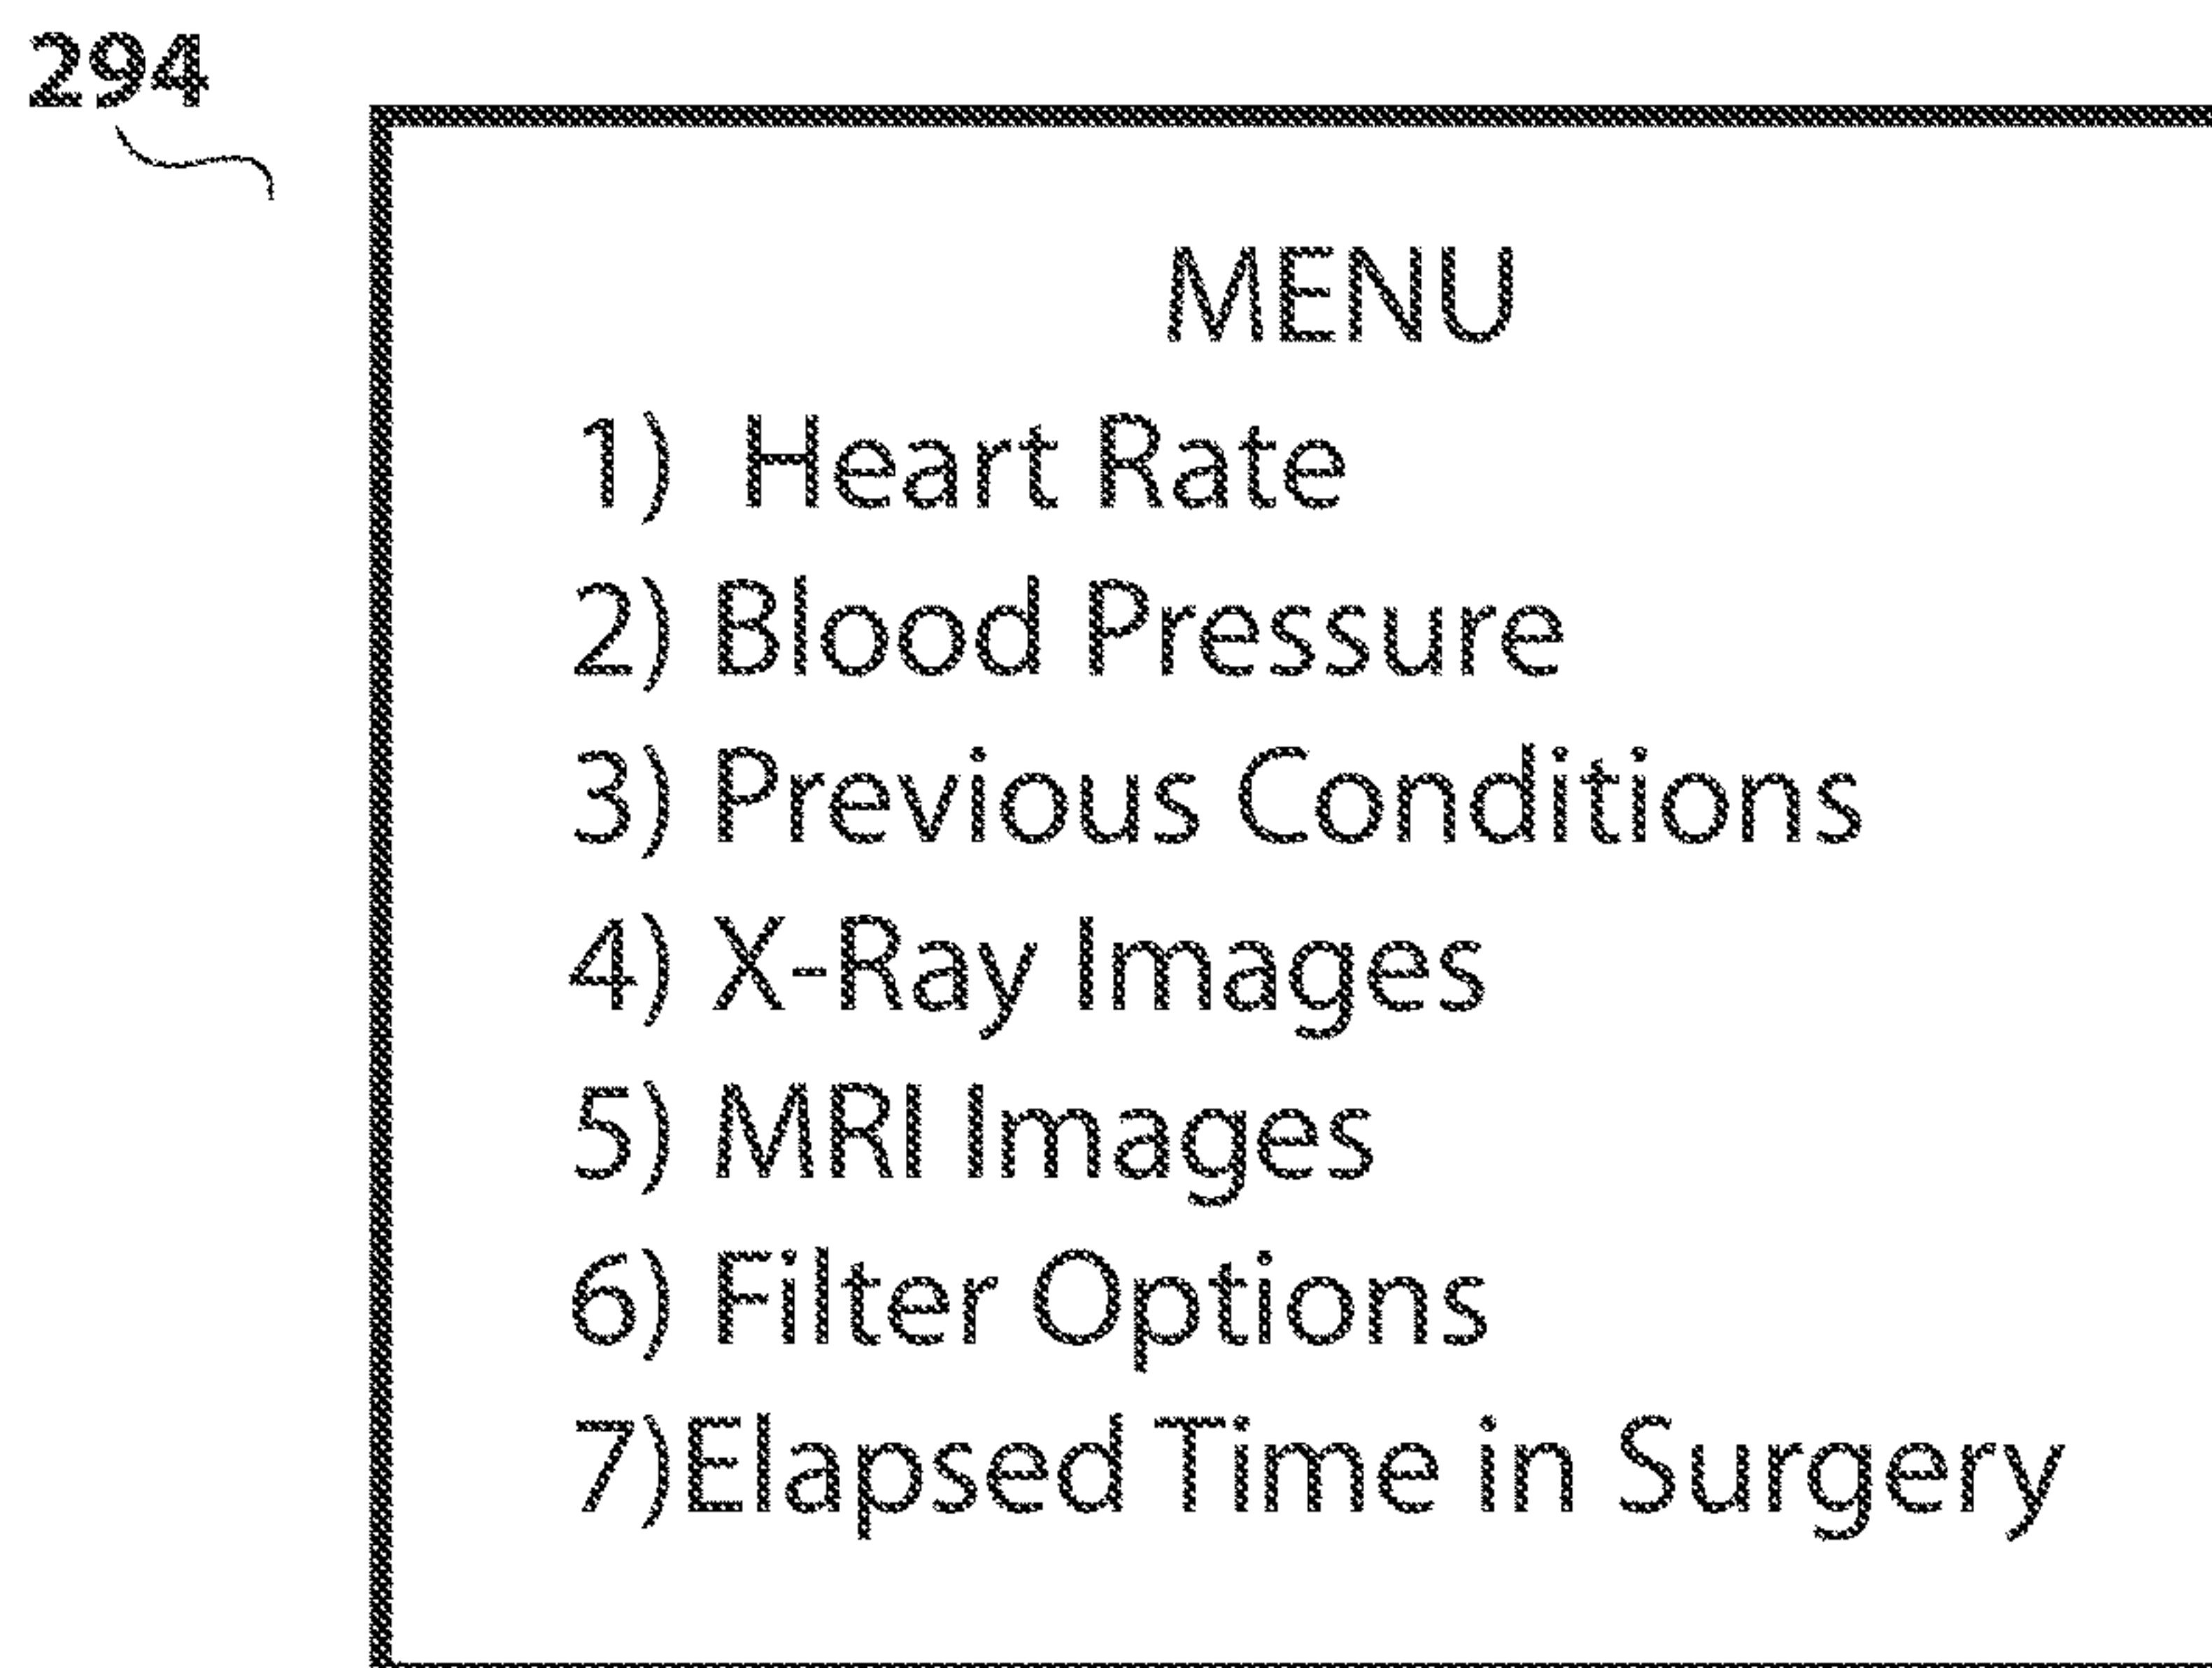 294
MENU
1) Heart Rate
2) Blood Pressure
3) Previous Conditions
4) X-Ray Images
5) MRI Images
6) Filter Options
7)Elapsed Time in Surgery